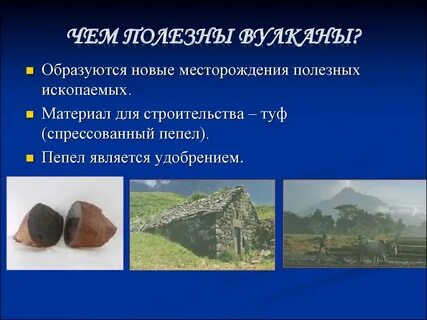 ЧЕМ ПОЛЕЗНЫ ВУЛКАНЫ?
Образуются новые месторождения полезных
ископаемых.
Материал для строительства – туф
(спрессованный пепел).
Пепел является удобрением.